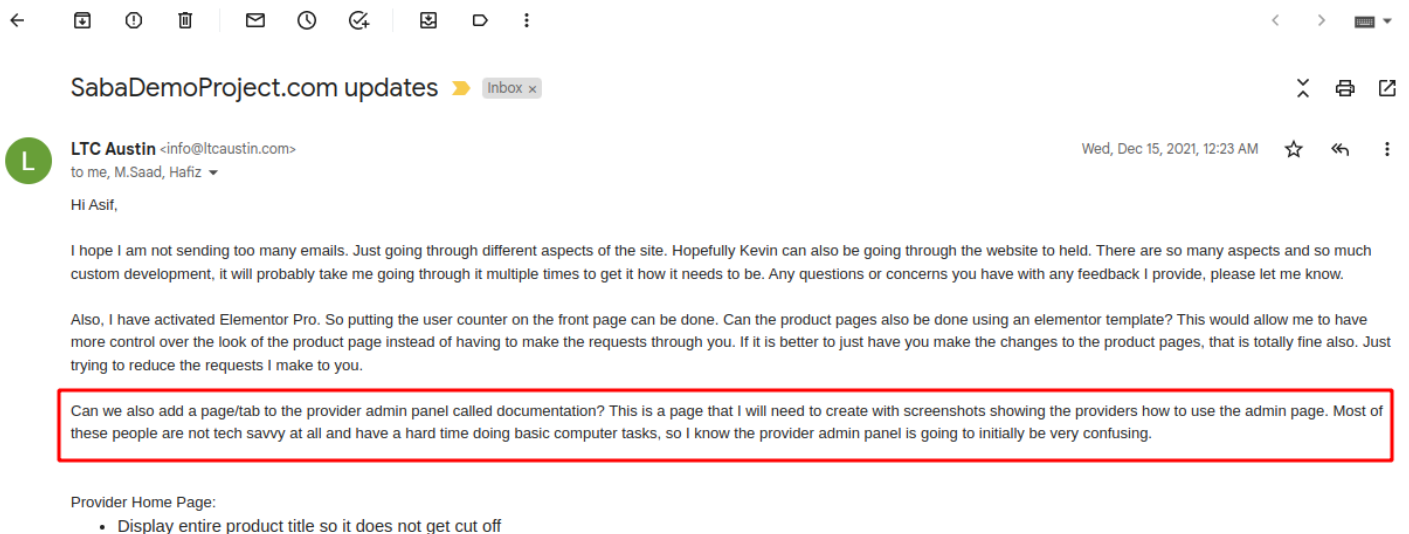 SabaDemoProject.com updates Inbox ×
LTC Austin <info@ltcaustin.com> Wed, Dec 15, 2021, 12:23 AM
L
to me, M.Saad, Hafiz
Hi Asif,
I hope I am not sending too many emails. Just going through different aspects of the site. Hopefully Kevin can also be going through the website to held. There are so many aspects and so much
custom development, it will probably take me going through it multiple times to get it how it needs to be. Any questions or concerns you have with any feedback I provide, please let me know.
Also, I have activated Elementor Pro. So putting the user counter on the front page can be done. Can the product pages also be done using an elementor template? This would allow me to have
more control over the look of the product page instead of having to make the requests through you. If it is better to just have you make the changes to the product pages, that is totally fine also. Just
trying to reduce the requests I make to you.
Can we also add a page/tab to the provider admin panel called documentation? This is a page that I will need to create with screenshots showing the providers how to use the admin page. Most of
these people are not tech savvy at all and have a hard time doing basic computer tasks, so I know the provider admin panel is going to initially be very confusing.
Provider Home Page:
• Display entire product title so it does not get cut off